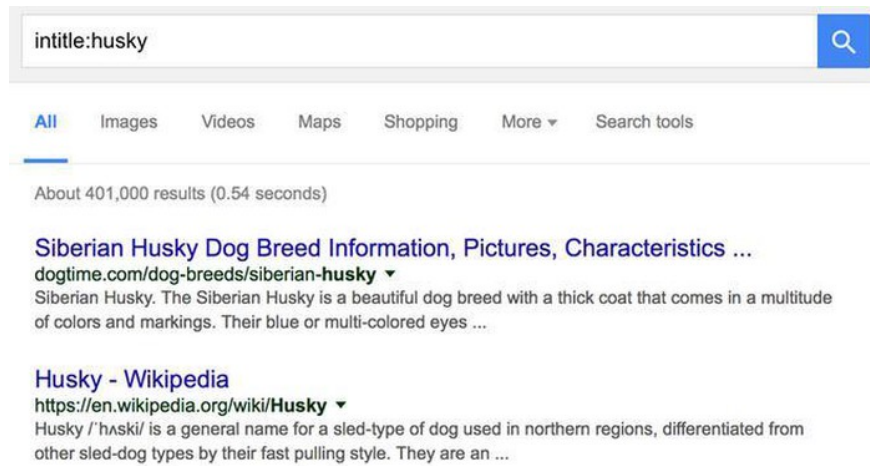 intitle:husky
All Images Videos Maps Shopping More Search tools
About 401,000 results (0.54 seconds)
Siberian Husky Dog Breed Information, Pictures, Characteristics ...
dogtime.com/dog-breeds/siberian-husky
Siberian Husky. The Siberian Husky is a beautiful dog breed with a thick coat that comes in a multitude
of colors and markings. Their blue or multi-colored eyes ...
Husky - Wikipedia
https://en.wikipedia.org/wiki/Husky
Husky /ˈhʌski/ is a general name for a sled-type of dog used in northern regions, differentiated from
other sled-dog types by their fast pulling style. They are an ...